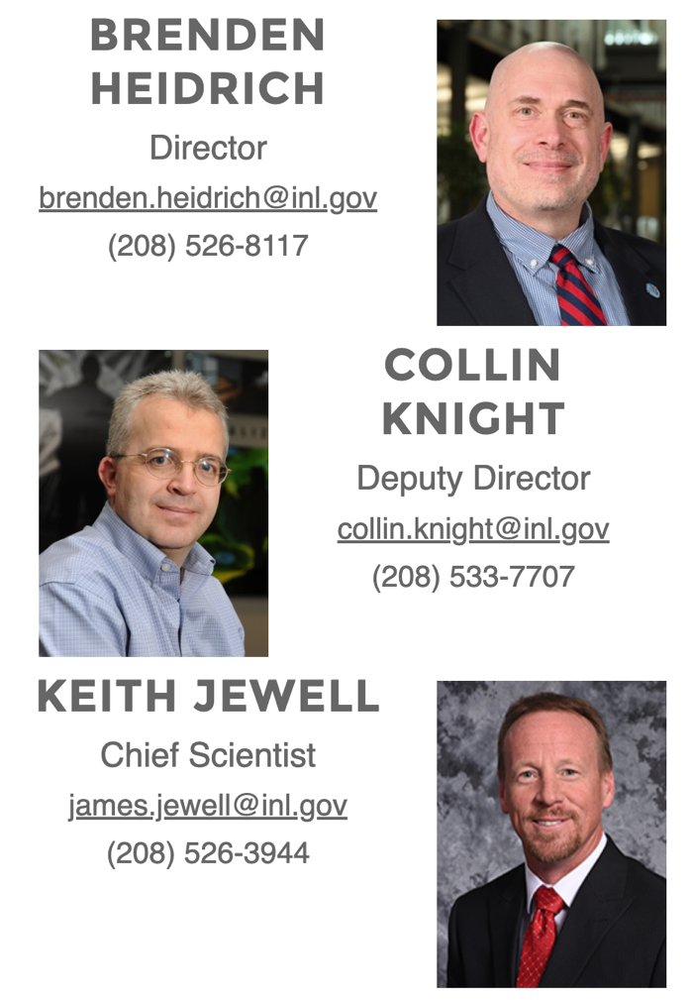 BRENDEN
HEIDRICH
Director
brenden.heidrich@inl.gov
(208) 526-8117
COLLIN
KNIGHT
Deputy Director
collin.knight@inl.gov
(208) 533-7707
KEITH JEWELL
Chief Scientist
james.jewell@inl.gov
(208) 526-3944